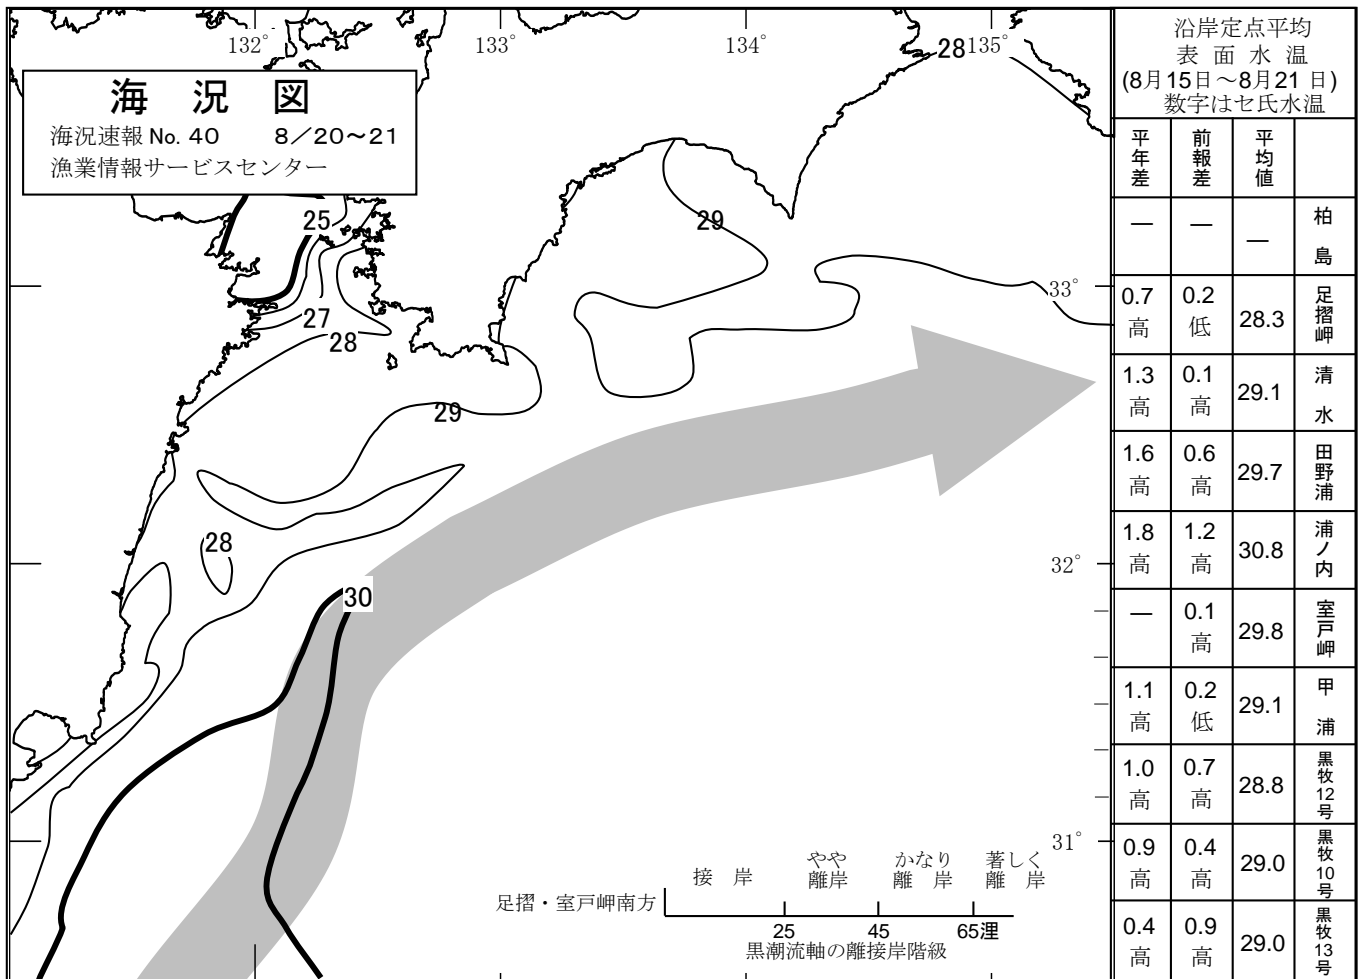 海 況 図
海況速報 No. 40 8／20～21
漁業情報サービスセンター
132°
133°
134°
135°
28
25
29
27
28
33°
29
28
32°
30
31°
接 岸
やや
離岸
かなり
離 岸
著しく
離 岸
足摺・室戸岬南方
25 45 65浬
黒潮流軸の離接岸階級
沿岸定点平均
表 面 水 温
(8月15日～8月21日)
数字はセ氏水温
平年差 前報差 平均値
— — — 柏島
0.7高 0.2低 28.3 足摺岬
1.3高 0.1高 29.1 清水
1.6高 0.6高 29.7 田野浦
1.8高 1.2高 30.8 浦ノ内
— 0.1高 29.8 室戸岬
1.1高 0.2低 29.1 甲浦
1.0高 0.7高 28.8 黒牧12号
0.9高 0.4高 29.0 黒牧10号
0.4高 0.9高 29.0 黒牧13号